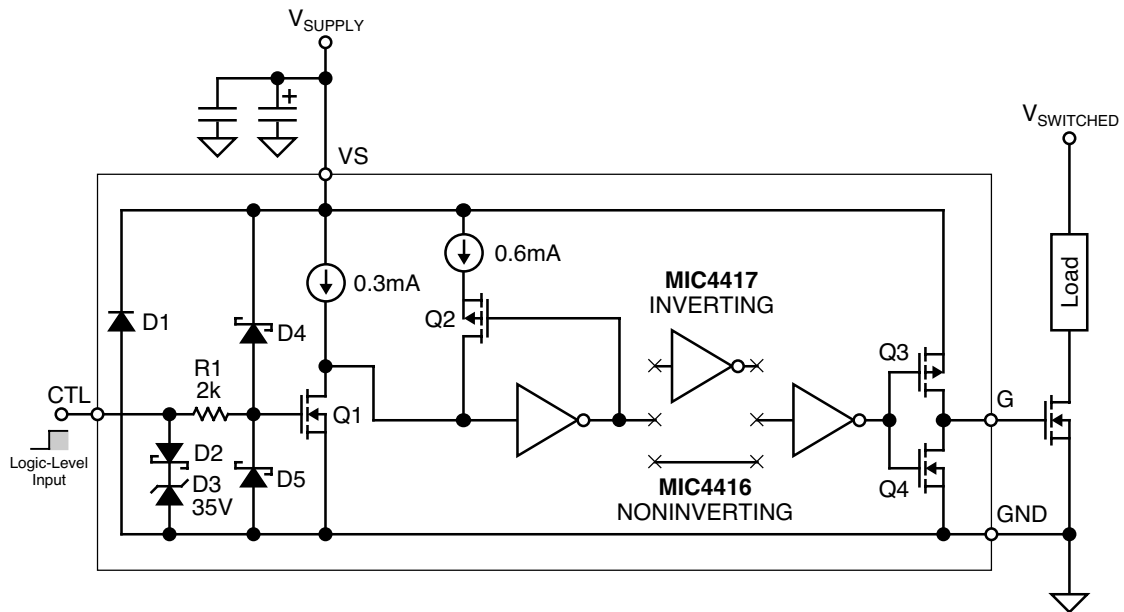 VSUPPLY
+
VS
VSWITCHED
0.6mA
0.3mA
MIC4417
INVERTING
Load
D1
D4
Q2
Q3
R1
2k
CTL
Q1
G
Logic-Level
Input
D2
D3
35V
D5
MIC4416
NONINVERTING
Q4
GND